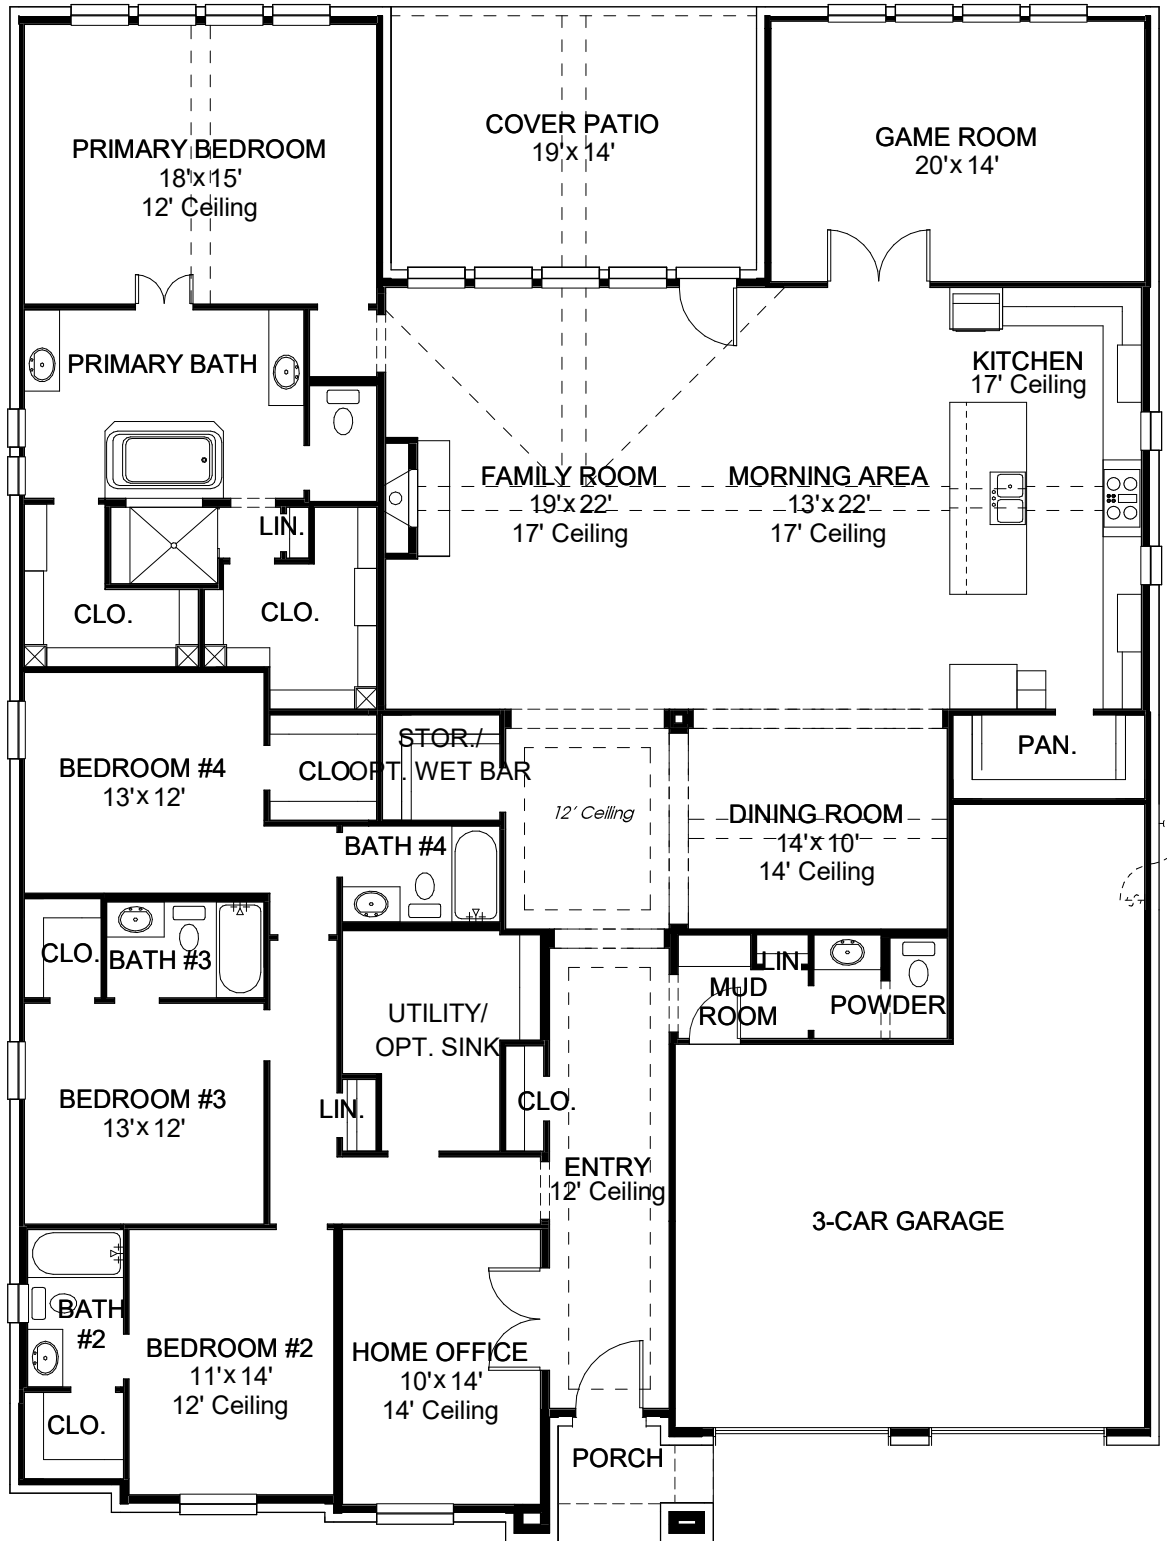 PRIMARY BEDROOM
18'x 15'
12' Ceiling
COVER PATIO
19'x 14'
GAME ROOM
20'x 14'
PRIMARY BATH
KITCHEN
17' Ceiling
FAMILY ROOM
19'x 22'
17' Ceiling
MORNING AREA
13'x 22'
17' Ceiling
LIN.
CLO.
CLO.
BEDROOM #4
13'x 12'
CLO
STOR./
OPT. WET BAR
12' Ceiling
DINING ROOM
14'x 10'
14' Ceiling
PAN.
BATH #4
CLO.
BATH #3
UTILITY/
OPT. SINK
LIN.
MUD
ROOM
POWDER
BEDROOM #3
13'x 12'
LIN.
CLO.
ENTRY
12' Ceiling
3-CAR GARAGE
BATH
#2
BEDROOM #2
11'x 14'
12' Ceiling
HOME OFFICE
10'x 14'
14' Ceiling
CLO.
PORCH